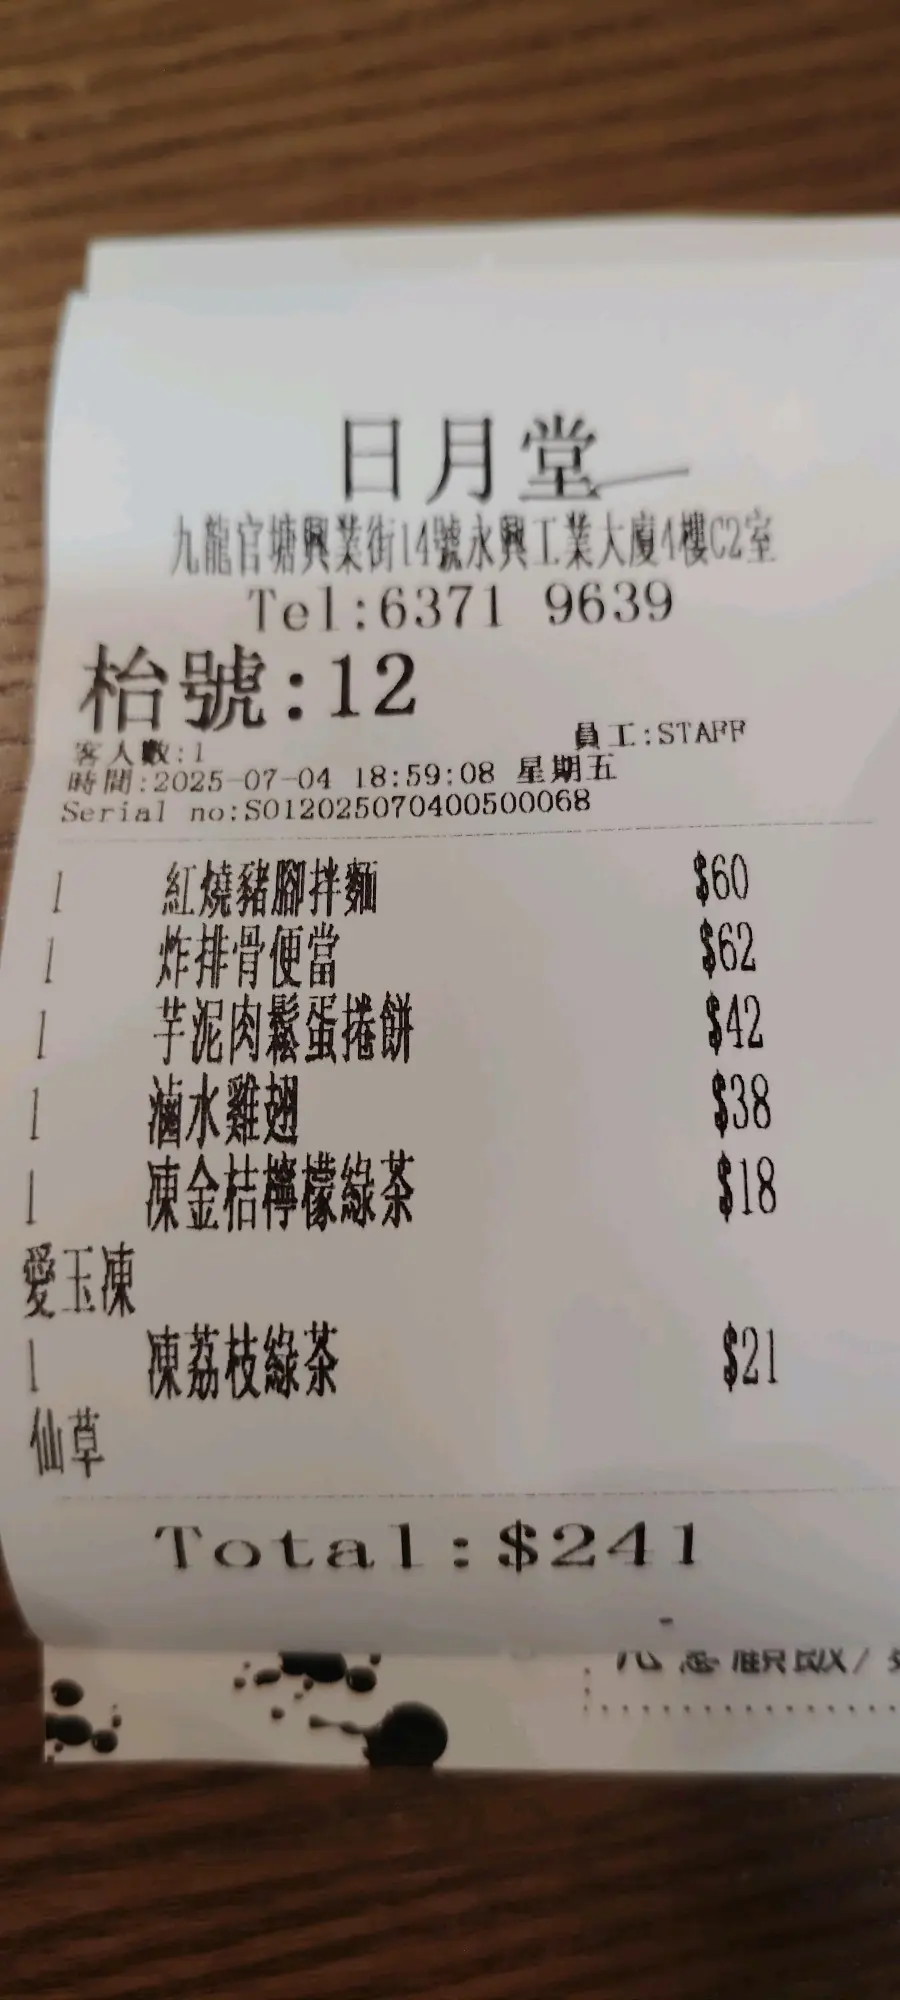 日月堂
九龍官塘興業街14號永興工業大廈4樓C2室
Tel:6371 9639
枱號:12
客人數:1 員工:STAFF
時間:2025-07-04 18:59:08 星期五
Serial no:S012025070400500068
1 紅燒豬腳拌麵 $60
1 炸排骨便當 $62
1 芋泥肉鬆蛋捲餅 $42
1 滷水雞翅 $38
1 凍金桔檸檬綠茶 $18
愛玉凍
1 凍荔枝綠茶 $21
仙草
Total:$241